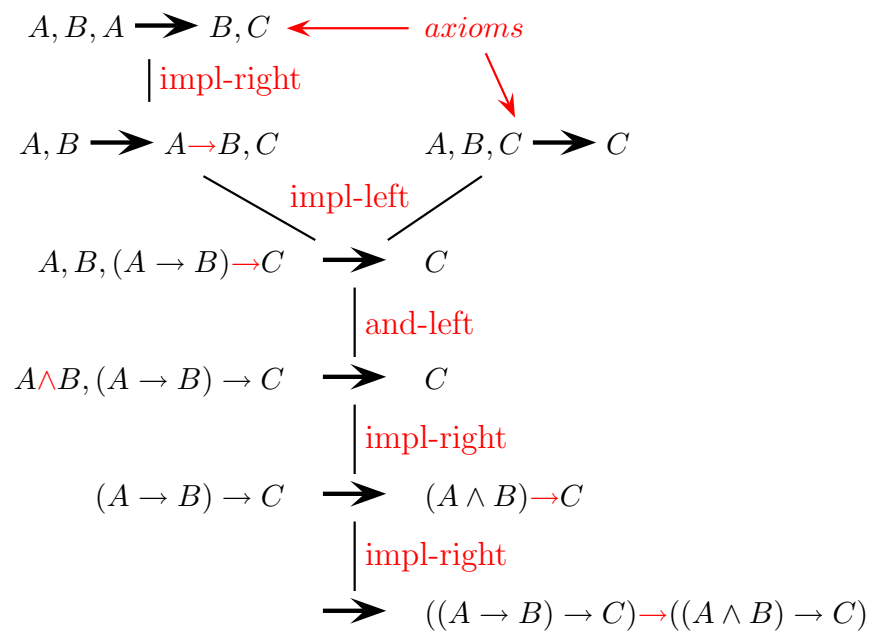 A, B, A → B, C axioms
impl-right
A, B → A→B, C A, B, C → C
impl-left
A, B, (A → B)→C → C
and-left
A∧B, (A → B) → C → C
impl-right
(A → B) → C → (A ∧ B)→C
impl-right
→ ((A → B) → C)→((A ∧ B) → C)